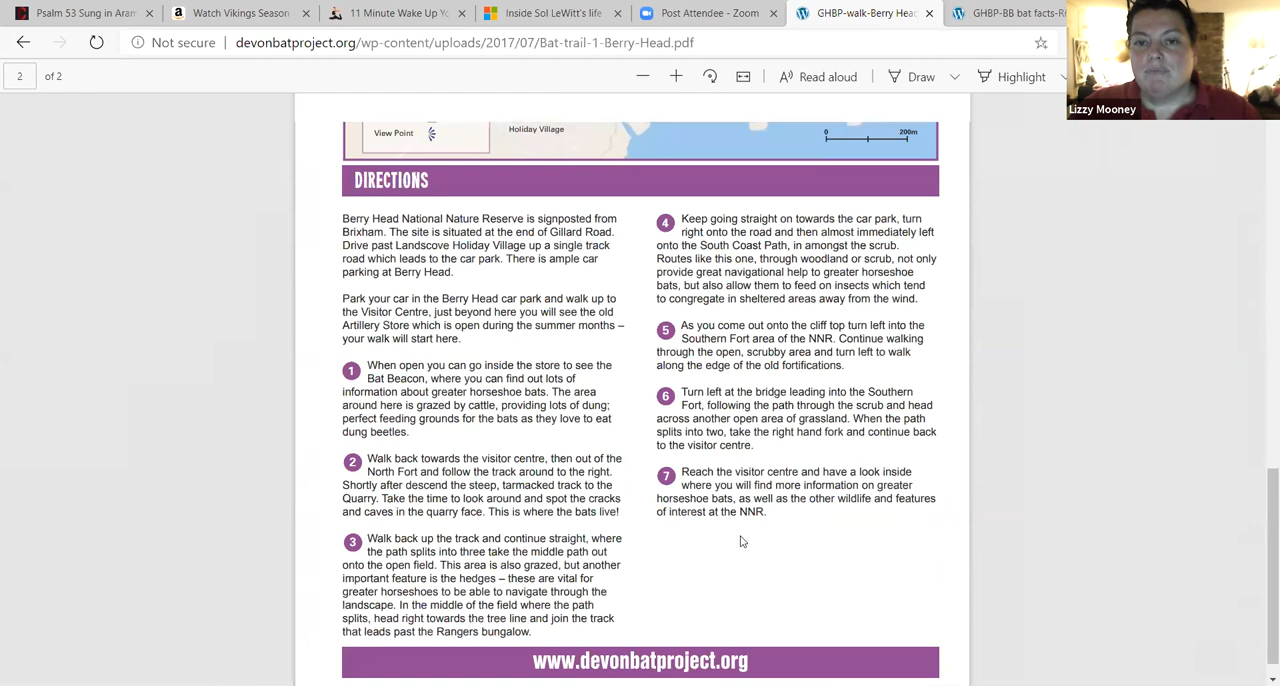 Psalm 53 Sung in Aram
Watch Vikings Season
11 Minute Wake Up Yo
Inside Sol LeWitt's life
Post Attendee - Zoom
GHBP-walk-Berry Head
GHBP-BB bat facts-
Not secure
devonbatproject.org/wp-content/uploads/2017/07/Bat-trail-1-Berry-Head.pdf
2
of 2
Read aloud
Draw
Highlight
Lizzy Mooney
View Point
Holiday Village
0
200m
DIRECTIONS
Berry Head National Nature Reserve is signposted from
Brixham. The site is situated at the end of Gillard Road.
Drive past Landscove Holiday Village up a single track
road which leads to the car park. There is ample car
parking at Berry Head.
Park your car in the Berry Head car park and walk up to
the Visitor Centre, just beyond here you will see the old
Artillery Store which is open during the summer months –
your walk will start here.
1 When open you can go inside the store to see the
Bat Beacon, where you can find out lots of
information about greater horseshoe bats. The area
around here is grazed by cattle, providing lots of dung;
perfect feeding grounds for the bats as they love to eat
dung beetles.
2 Walk back towards the visitor centre, then out of the
North Fort and follow the track around to the right.
Shortly after descend the steep, tarmacked track to the
Quarry. Take the time to look around and spot the cracks
and caves in the quarry face. This is where the bats live!
3 Walk back up the track and continue straight, where
the path splits into three take the middle path out
onto the open field. This area is also grazed, but another
important feature is the hedges – these are vital for
greater horseshoes to be able to navigate through the
landscape. In the middle of the field where the path
splits, head right towards the tree line and join the track
that leads past the Rangers bungalow.
4 Keep going straight on towards the car park, turn
right onto the road and then almost immediately left
onto the South Coast Path, in amongst the scrub.
Routes like this one, through woodland or scrub, not only
provide great navigational help to greater horseshoe
bats, but also allow them to feed on insects which tend
to congregate in sheltered areas away from the wind.
5 As you come out onto the cliff top turn left into the
Southern Fort area of the NNR. Continue walking
through the open, scrubby area and turn left to walk
along the edge of the old fortifications.
6 Turn left at the bridge leading into the Southern
Fort, following the path through the scrub and head
across another open area of grassland. When the path
splits into two, take the right hand fork and continue back
to the visitor centre.
7 Reach the visitor centre and have a look inside
where you will find more information on greater
horseshoe bats, as well as the other wildlife and features
of interest at the NNR.
www.devonbatproject.org